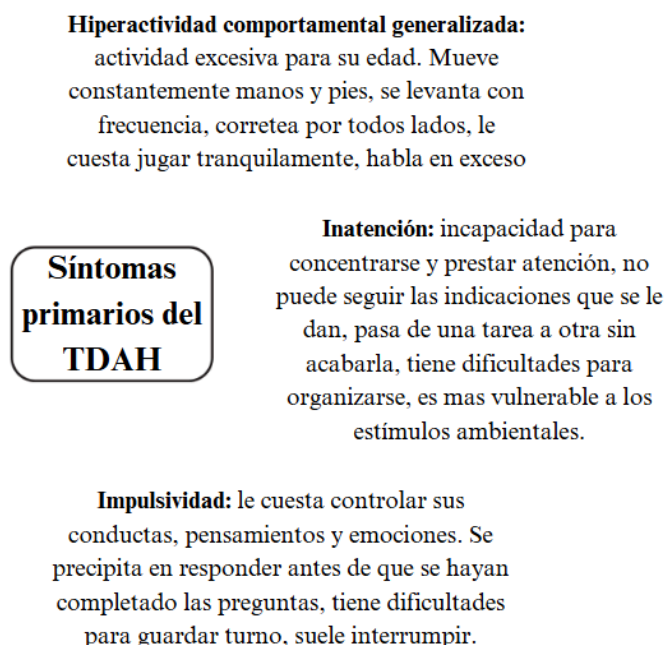 Hiperactividad comportamental generalizada:
actividad excesiva para su edad. Mueve
constantemente manos y pies, se levanta con
frecuencia, corretea por todos lados, le
cuesta jugar tranquilamente, habla en exceso
Síntomas
primarios del
TDAH
Inatención: incapacidad para
concentrarse y prestar atención, no
puede seguir las indicaciones que se le
dan, pasa de una tarea a otra sin
acabarla, tiene dificultades para
organizarse, es mas vulnerable a los
estímulos ambientales.
Impulsividad: le cuesta controlar sus
conductas, pensamientos y emociones. Se
precipita en responder antes de que se hayan
completado las preguntas, tiene dificultades
para guardar turno, suele interrumpir.